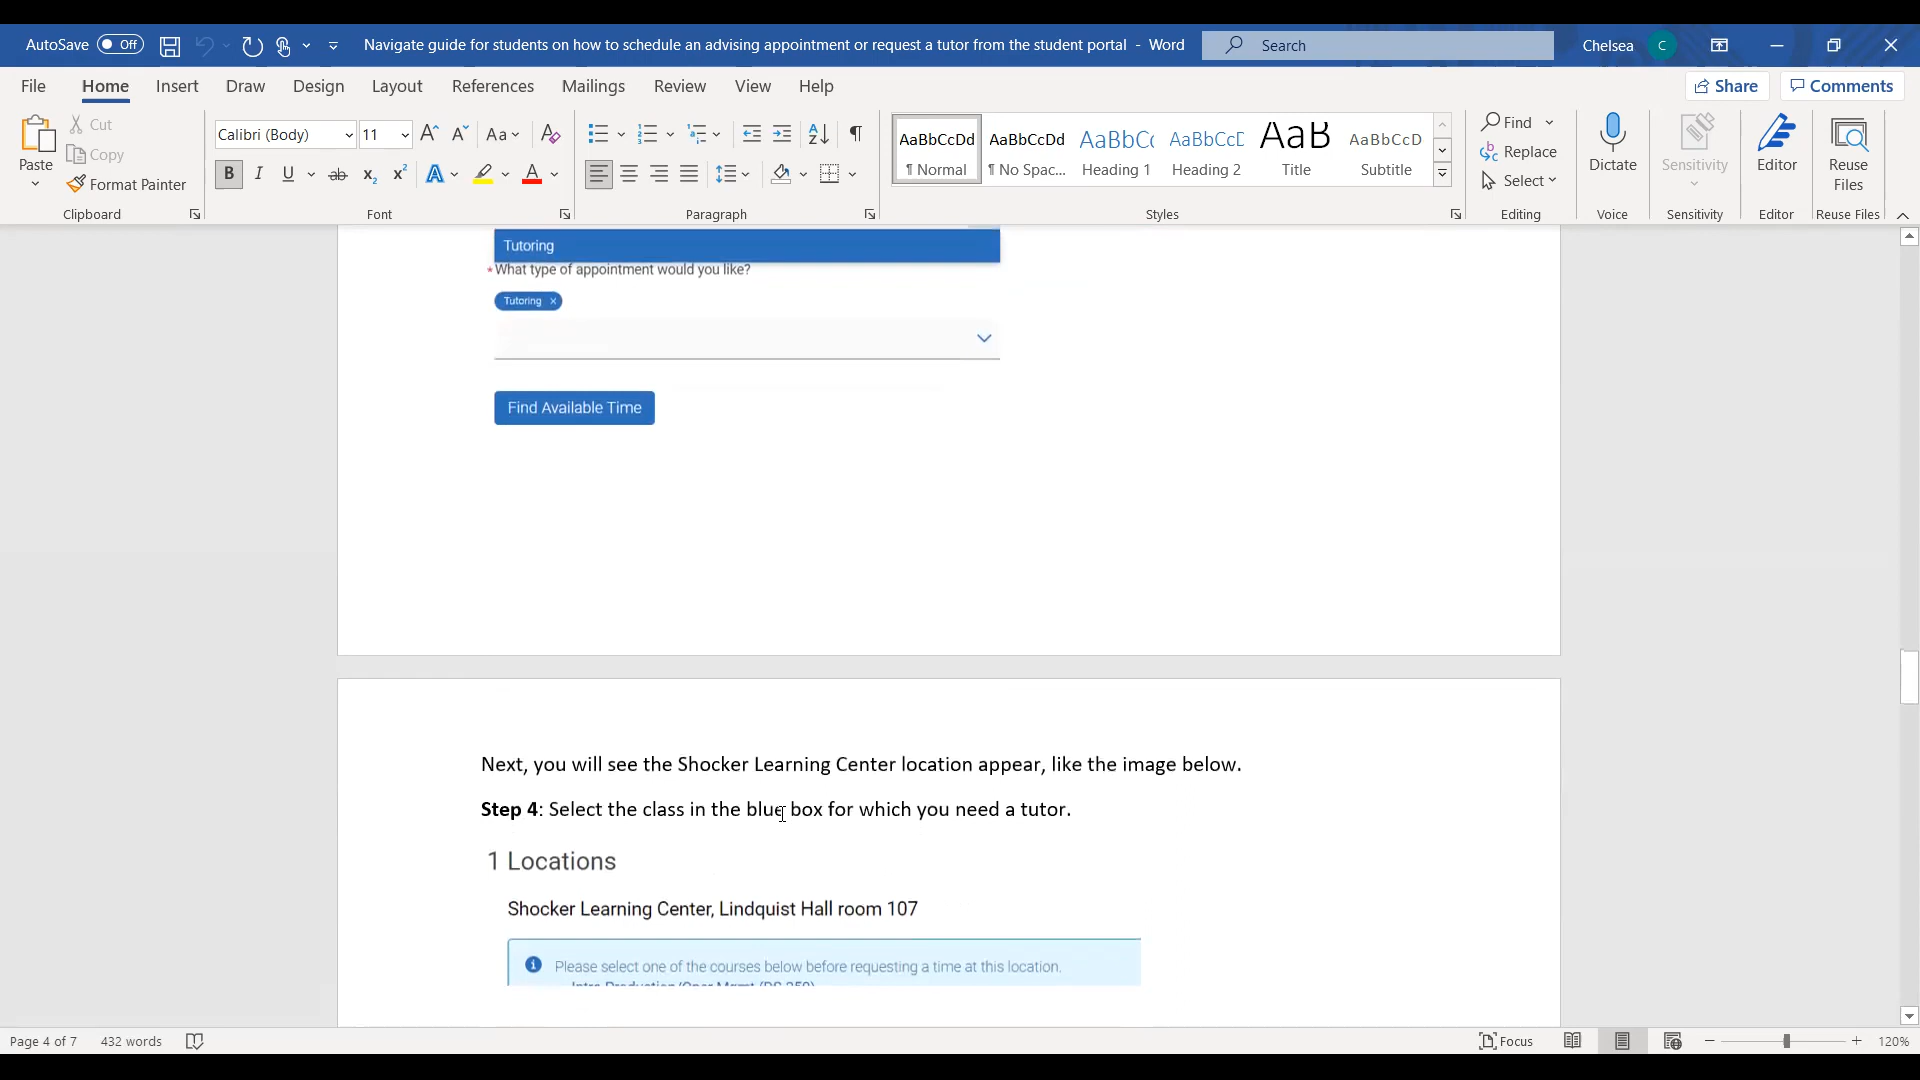 AutoSave Off Navigate guide for students on how to schedule an advising appointment or request a tutor from the student portal - Word Search Chelsea C
File Home Insert Draw Design Layout References Mailings Review View Help Share Comments
Paste Cut Copy Format Painter Clipboard
Calibri (Body) 11 Aa
B I U ab x₂ x² A A
Font
Paragraph
AaBbCcDd AaBbCcDd AaBbCc AaBbCcD AaB AaBbCcD
¶ Normal ¶ No Spac... Heading 1 Heading 2 Title Subtitle
Styles
Find Replace Select Editing
Dictate Voice
Sensitivity Sensitivity
Editor Editor
Reuse Files Reuse Files
Tutoring
*What type of appointment would you like?
Tutoring ×
Find Available Time
Next, you will see the Shocker Learning Center location appear, like the image below.
Step 4: Select the class in the blue box for which you need a tutor.
1 Locations
Shocker Learning Center, Lindquist Hall room 107
Please select one of the courses below before requesting a time at this location.
Page 4 of 7 432 words Focus 120%